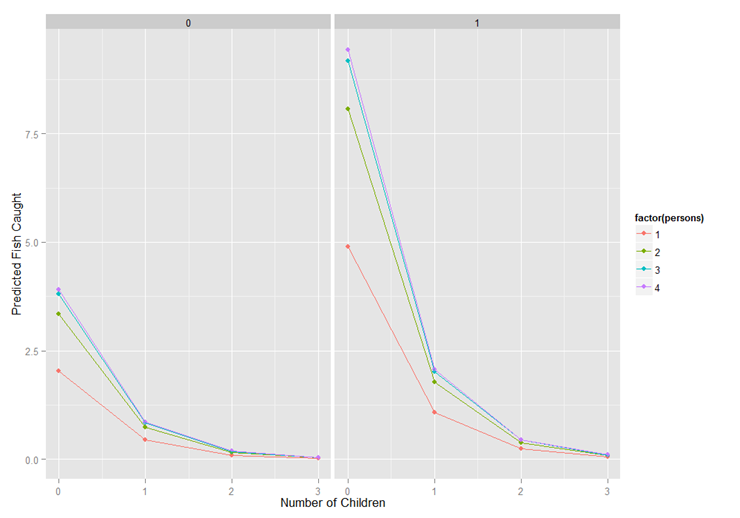 0 1
7.5
5.0
2.5
0.0
Predicted Fish Caught
0 1 2 3 0 1 2 3
Number of Children
factor(persons)
1
2
3
4